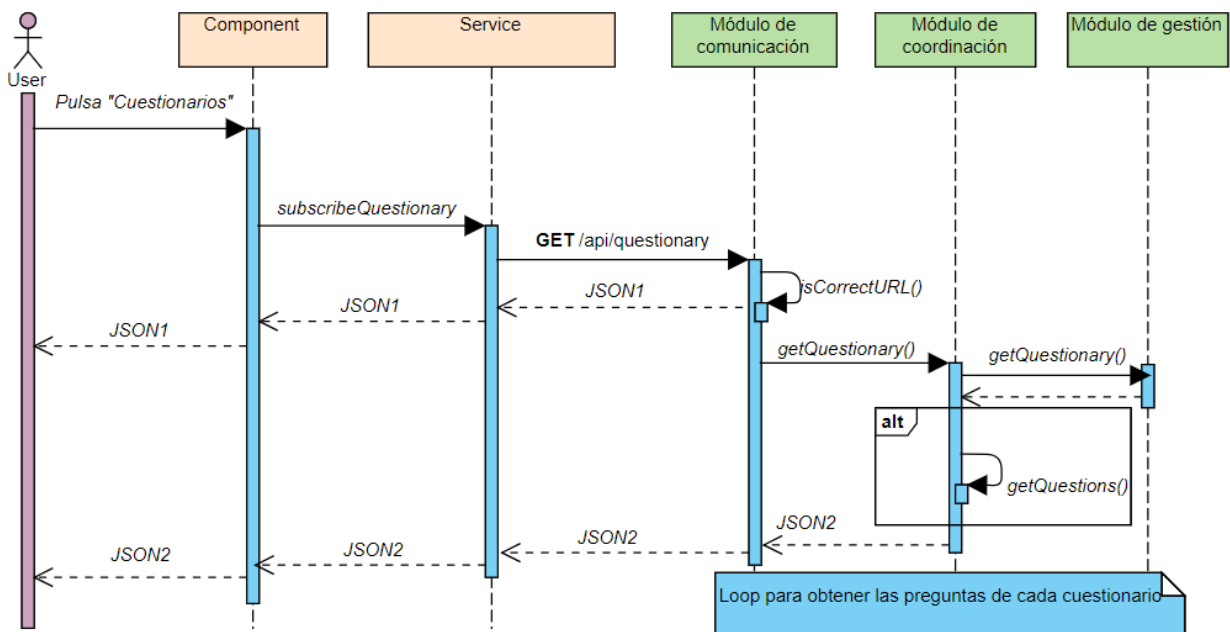 User
Component
Service
Módulo de
comunicación
Módulo de
coordinación
Módulo de gestión
Pulsa "Cuestionarios"
subscribeQuestionary
GET /api/questionary
isCorrectURL()
JSON1
JSON1
JSON1
getQuestionary()
getQuestionary()
alt
getQuestions()
JSON2
JSON2
JSON2
JSON2
Loop para obtener las preguntas de cada cuestionario